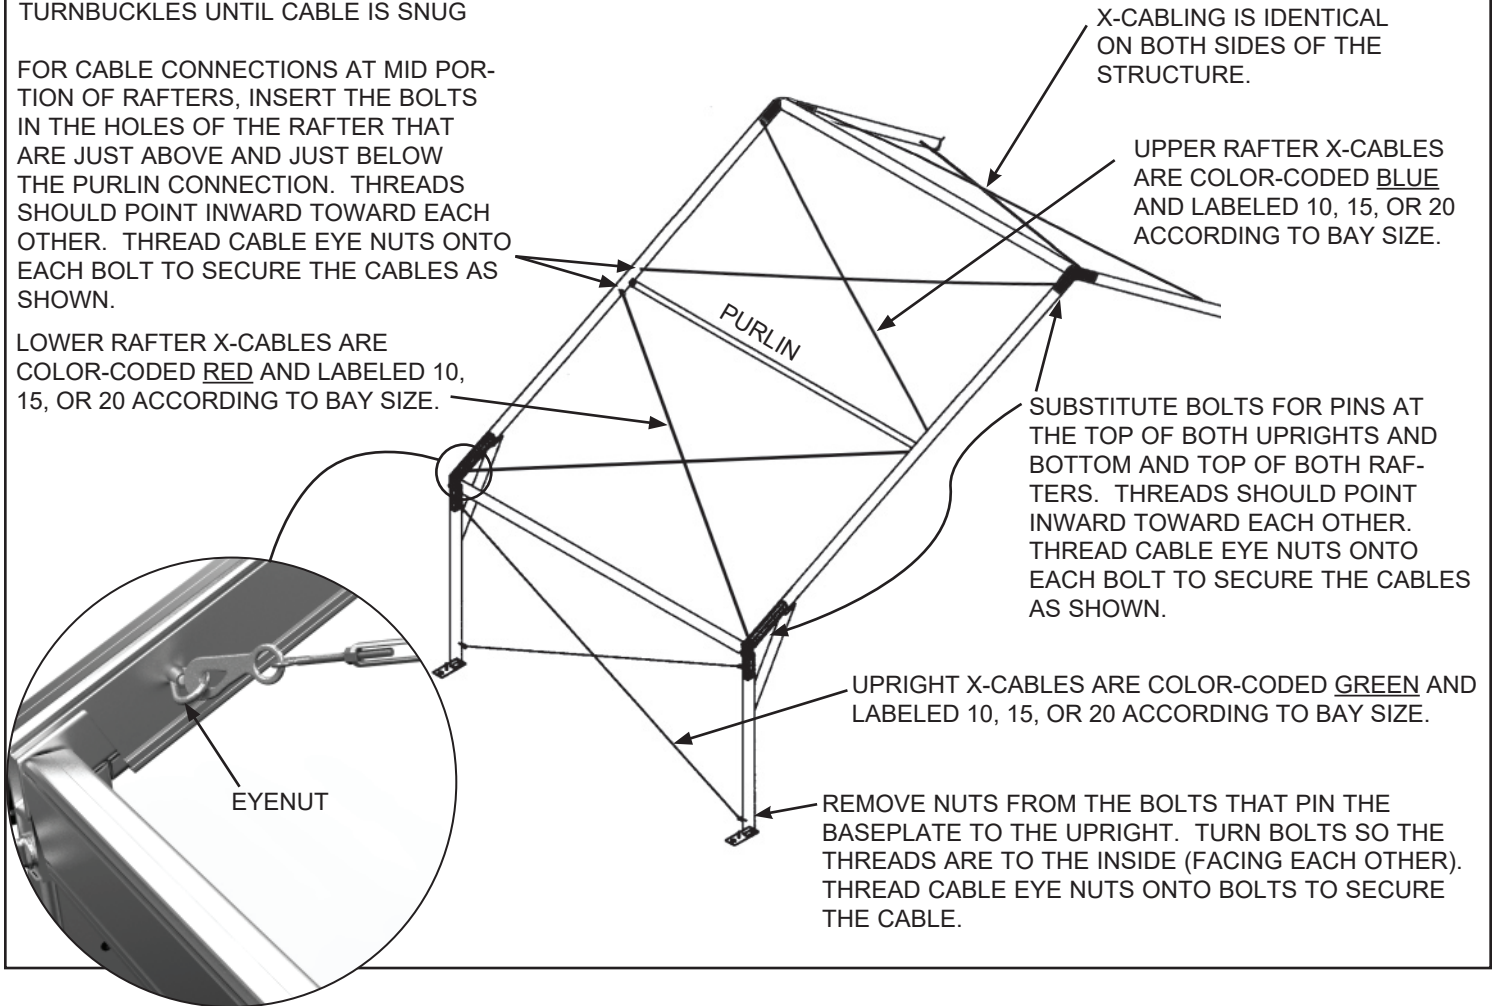 TURNBUCKLES UNTIL CABLE IS SNUG
FOR CABLE CONNECTIONS AT MID POR-
TION OF RAFTERS, INSERT THE BOLTS
IN THE HOLES OF THE RAFTER THAT
ARE JUST ABOVE AND JUST BELOW
THE PURLIN CONNECTION. THREADS
SHOULD POINT INWARD TOWARD EACH
OTHER. THREAD CABLE EYE NUTS ONTO
EACH BOLT TO SECURE THE CABLES AS
SHOWN.
LOWER RAFTER X-CABLES ARE
COLOR-CODED RED AND LABELED 10,
15, OR 20 ACCORDING TO BAY SIZE.
X-CABLING IS IDENTICAL
ON BOTH SIDES OF THE
STRUCTURE.
UPPER RAFTER X-CABLES
ARE COLOR-CODED BLUE
AND LABELED 10, 15, OR 20
ACCORDING TO BAY SIZE.
PURLIN
SUBSTITUTE BOLTS FOR PINS AT
THE TOP OF BOTH UPRIGHTS AND
BOTTOM AND TOP OF BOTH RAF-
TERS. THREADS SHOULD POINT
INWARD TOWARD EACH OTHER.
THREAD CABLE EYE NUTS ONTO
EACH BOLT TO SECURE THE CABLES
AS SHOWN.
UPRIGHT X-CABLES ARE COLOR-CODED GREEN AND
LABELED 10, 15, OR 20 ACCORDING TO BAY SIZE.
EYENUT
REMOVE NUTS FROM THE BOLTS THAT PIN THE
BASEPLATE TO THE UPRIGHT. TURN BOLTS SO THE
THREADS ARE TO THE INSIDE (FACING EACH OTHER).
THREAD CABLE EYE NUTS ONTO BOLTS TO SECURE
THE CABLE.